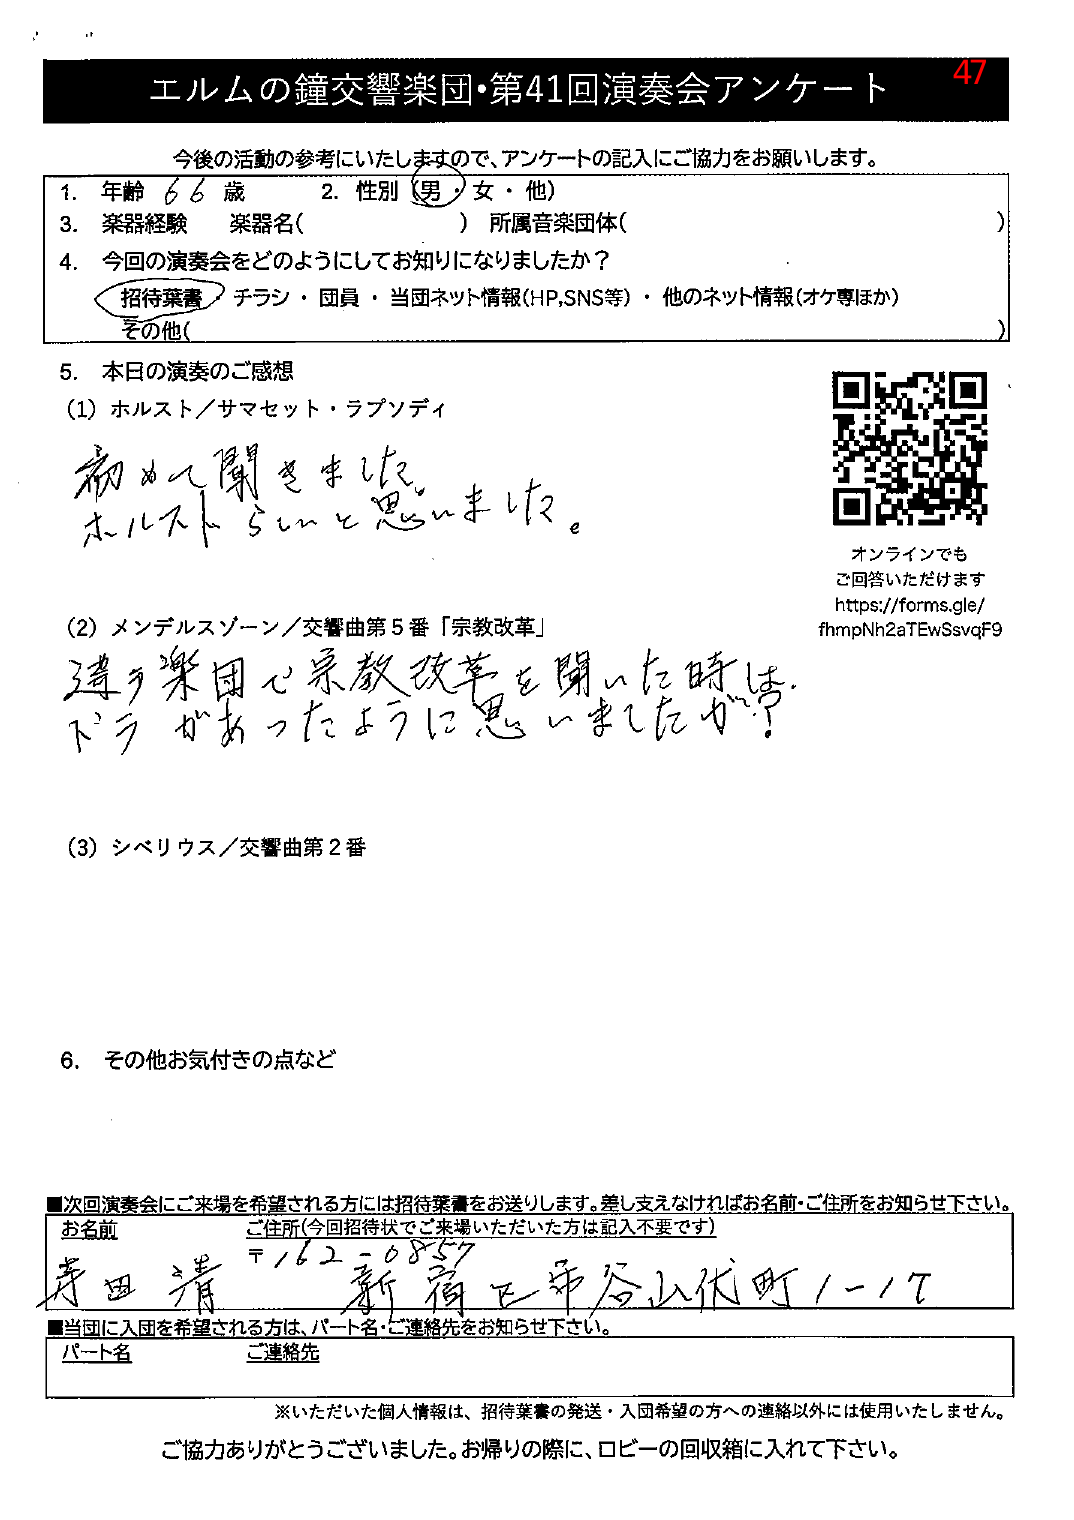 47
エルムの鐘交響楽団・第41回演奏会アンケート
今後の活動の参考にいたしますので、アンケートの記入にご協力をお願いします。
1. 年齢 66 歳 2. 性別 (男・女・他)
3. 楽器経験 楽器名( ) 所属音楽団体( )
4. 今回の演奏会をどのようにしてお知りになりましたか?
招待葉書・チラシ・団員・当団ネット情報(HP,SNS等)・他のネット情報(オケ専ほか)
その他( )
5. 本日の演奏のご感想
(1) ホルスト/サマセット・ラプソディ
初めて聞きました。
ホルストらしいと思いました。
オンラインでも
ご回答いただけます
https://forms.gle/
fhmpNh2aTEwSsvqF9
(2) メンデルスゾーン/交響曲第5番「宗教改革」
違う楽団で宗教改革を聞いた時は、
ドラがあったように思いましたが?
(3) シベリウス/交響曲第2番
6. その他お気付きの点など
■次回演奏会にご来場を希望される方には招待葉書をお送りします。差し支えなければお名前・ご住所をお知らせ下さい。
お名前 ご住所(今回招待状でご来場いただいた方は記入不要です)
〒162-0857
田 清 新宿区市谷山伏町1-17
■当団に入団を希望される方は、パート名・ご連絡先をお知らせ下さい。
パート名 ご連絡先
※いただいた個人情報は、招待葉書の発送・入団希望の方への連絡以外には使用いたしません。
ご協力ありがとうございました。お帰りの際に、ロビーの回収箱に入れて下さい。